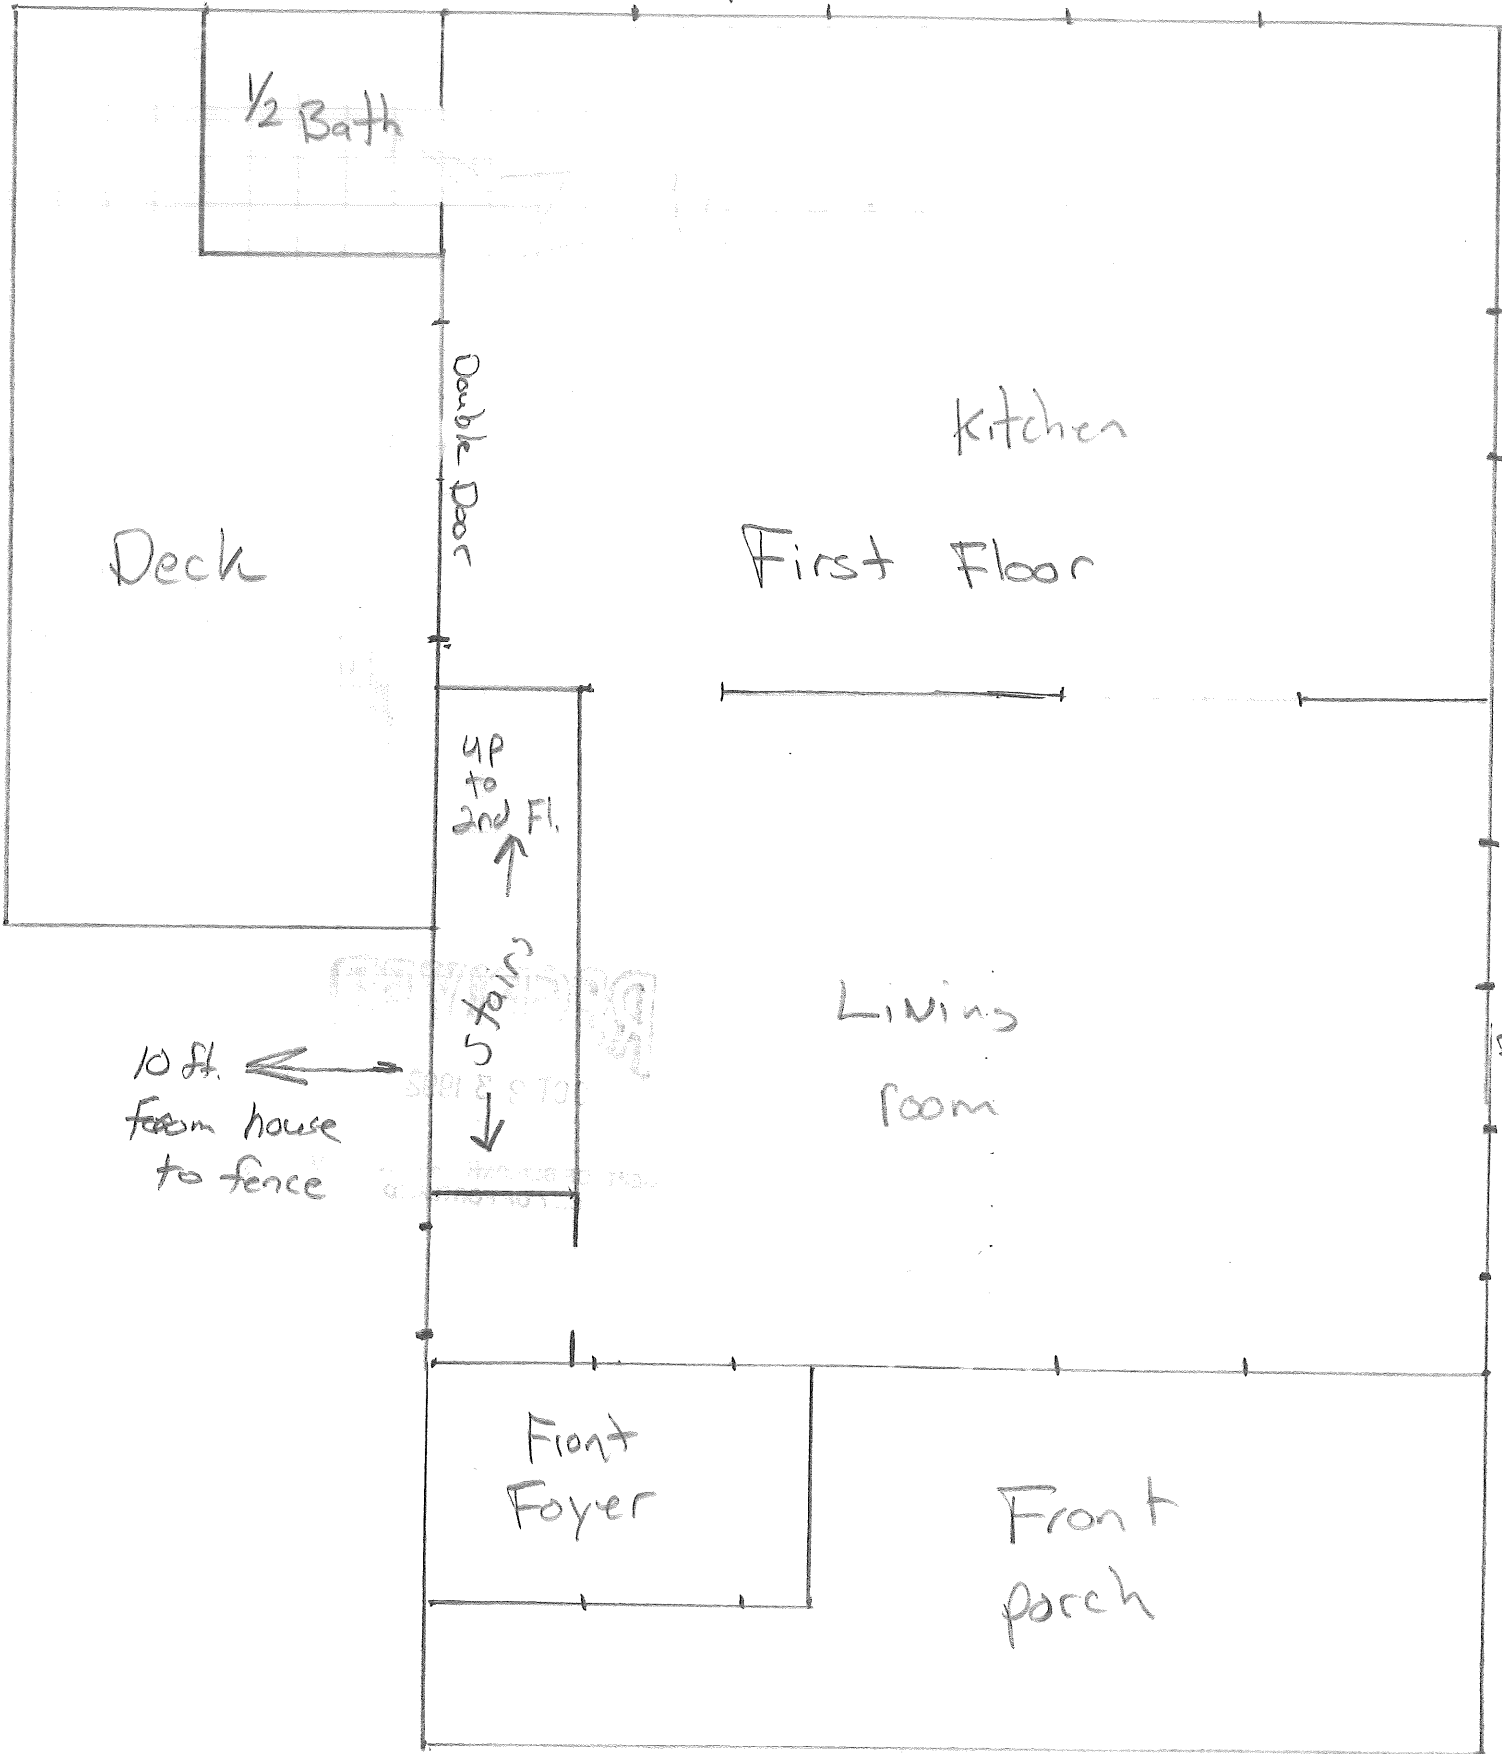 1/2 Bath
Double Door
Kitchen
Deck
First Floor
up
to
2nd Fl.
Stairs
Living
room
10 ft.
from house
to fence
Front
Foyer
Front
porch